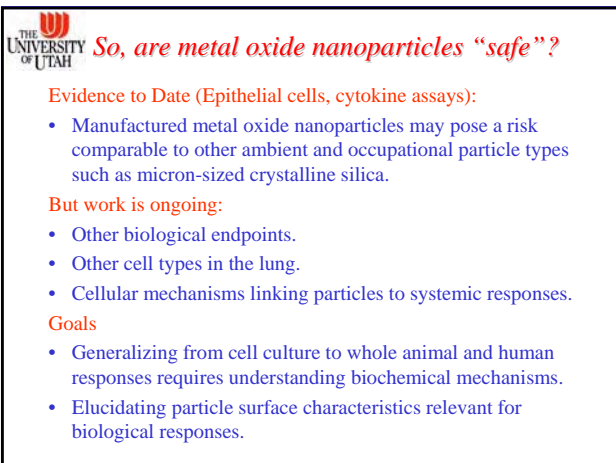 THE
UNIVERSITY
OF UTAH
So, are metal oxide nanoparticles “safe”?
Evidence to Date (Epithelial cells, cytokine assays):
• Manufactured metal oxide nanoparticles may pose a risk
comparable to other ambient and occupational particle types
such as micron-sized crystalline silica.
But work is ongoing:
• Other biological endpoints.
• Other cell types in the lung.
• Cellular mechanisms linking particles to systemic responses.
Goals
• Generalizing from cell culture to whole animal and human
responses requires understanding biochemical mechanisms.
• Elucidating particle surface characteristics relevant for
biological responses.